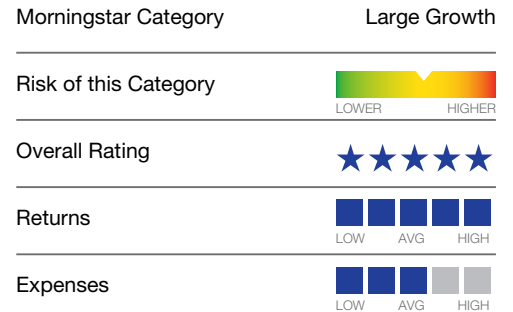 Morningstar Category Large Growth
Risk of this Category
LOWER HIGHER
Overall Rating
Returns
LOW AVG HIGH
Expenses
LOW AVG HIGH